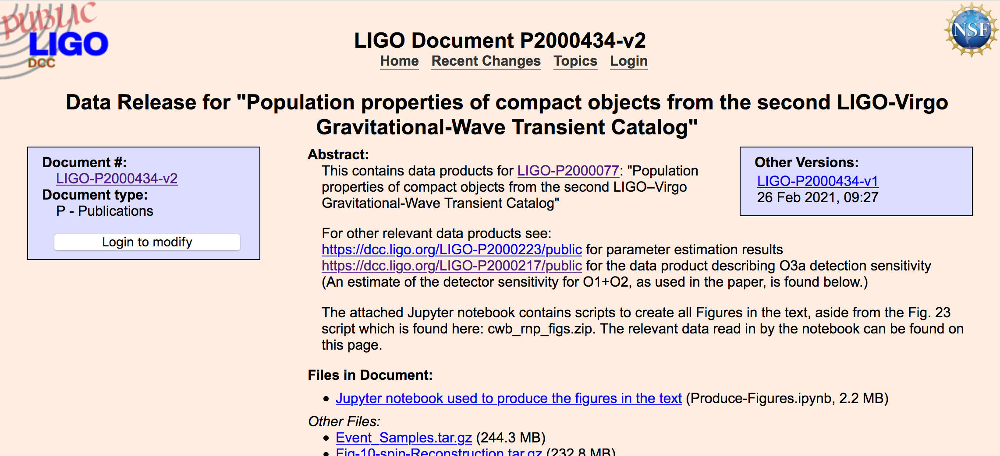 PUBLIC
LIGO
DCC
NSF
LIGO Document P2000434-v2
Home Recent Changes Topics Login
Data Release for "Population properties of compact objects from the second LIGO-Virgo
Gravitational-Wave Transient Catalog"
Document #:
LIGO-P2000434-v2
Document type:
P - Publications
Login to modify
Abstract:
This contains data products for LIGO-P2000077: "Population
properties of compact objects from the second LIGO–Virgo
Gravitational-Wave Transient Catalog"
For other relevant data products see:
https://dcc.ligo.org/LIGO-P2000223/public for parameter estimation results
https://dcc.ligo.org/LIGO-P2000217/public for the data product describing O3a detection sensitivity
(An estimate of the detector sensitivity for O1+O2, as used in the paper, is found below.)
The attached Jupyter notebook contains scripts to create all Figures in the text, aside from the Fig. 23
script which is found here: cwb_rnp_figs.zip. The relevant data read in by the notebook can be found on
this page.
Files in Document:
• Jupyter notebook used to produce the figures in the text (Produce-Figures.ipynb, 2.2 MB)
Other Files:
• Event_Samples.tar.gz (244.3 MB)
• Fig-10-spin-Reconstruction.tar.gz (232.8 MB)
Other Versions:
LIGO-P2000434-v1
26 Feb 2021, 09:27